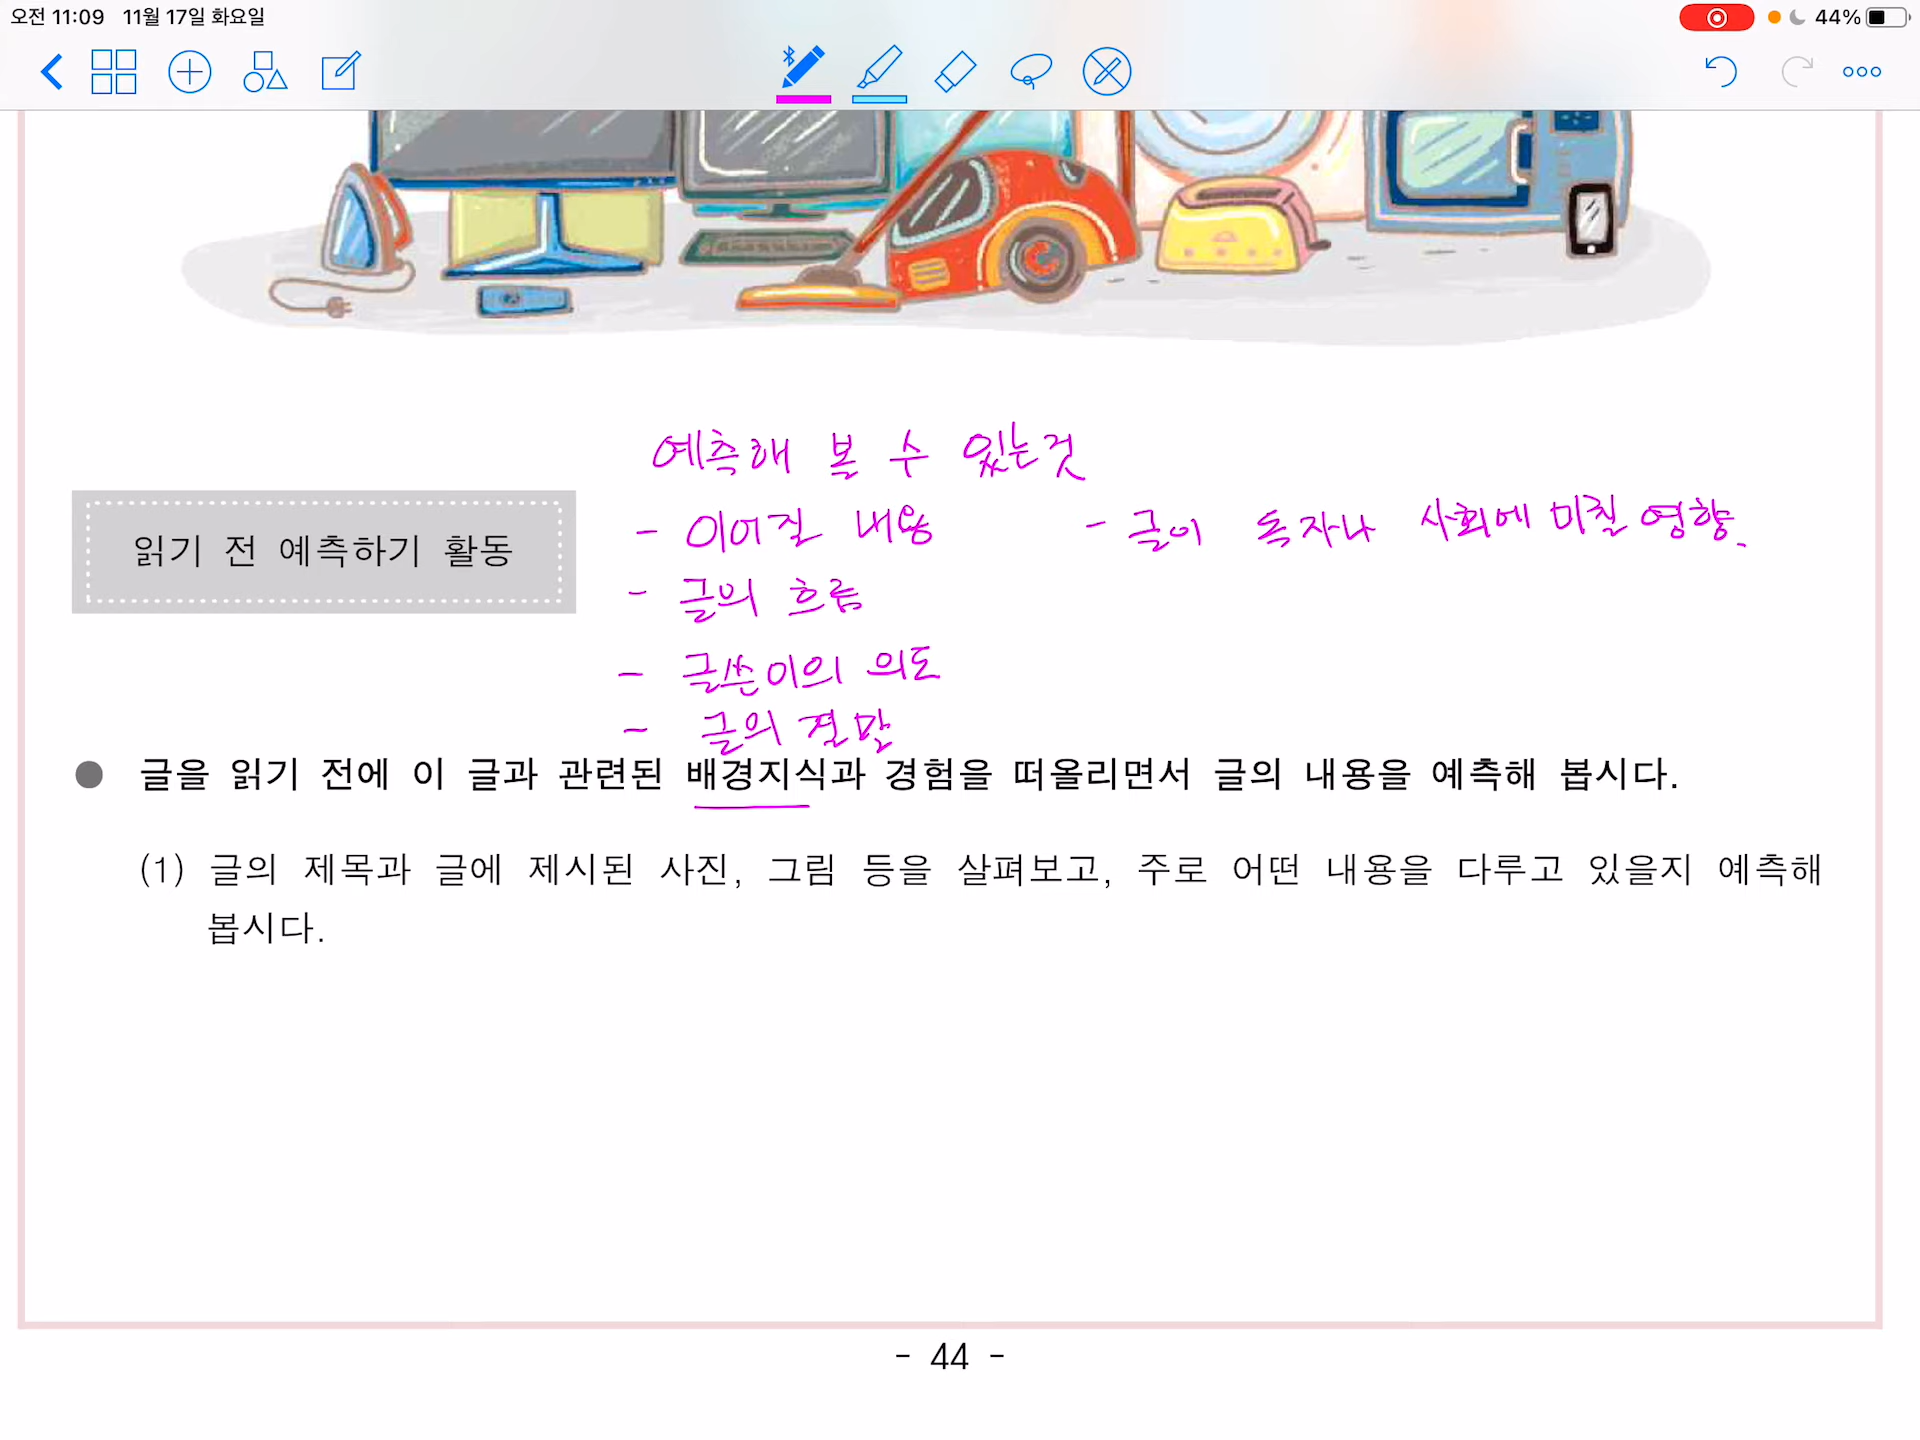 오전 11:09 11월 17일 화요일
44%
예측해 볼 수 있는것
- 이어질 내용
- 글이 독자나 사회에 미칠 영향.
읽기 전 예측하기 활동
- 글의 흐름
- 글쓴이의 의도
- 글의 결말
● 글을 읽기 전에 이 글과 관련된 배경지식과 경험을 떠올리면서 글의 내용을 예측해 봅시다.
(1) 글의 제목과 글에 제시된 사진, 그림 등을 살펴보고, 주로 어떤 내용을 다루고 있을지 예측해
봅시다.
- 44 -